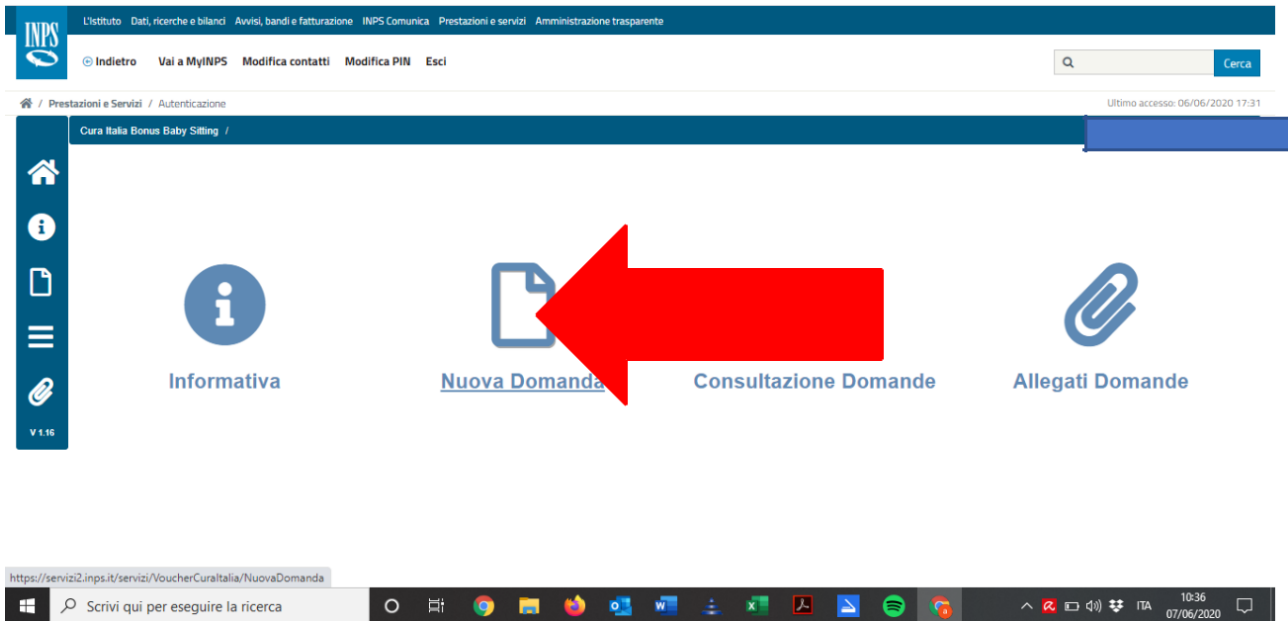 INPS
L'Istituto Dati, ricerche e bilanci Avvisi, bandi e fatturazione INPS Comunica Prestazioni e servizi Amministrazione trasparente
Indietro Vai a MyINPS Modifica contatti Modifica PIN Esci
Cerca
/ Prestazioni e Servizi / Autenticazione
Ultimo accesso: 06/06/2020 17:31
Cura Italia Bonus Baby Sitting /
Informativa
Nuova Domanda
Consultazione Domande
Allegati Domande
V 1.16
https://servizi2.inps.it/servizi/VoucherCuraItalia/NuovaDomanda
Scrivi qui per eseguire la ricerca
ITA
10:36
07/06/2020